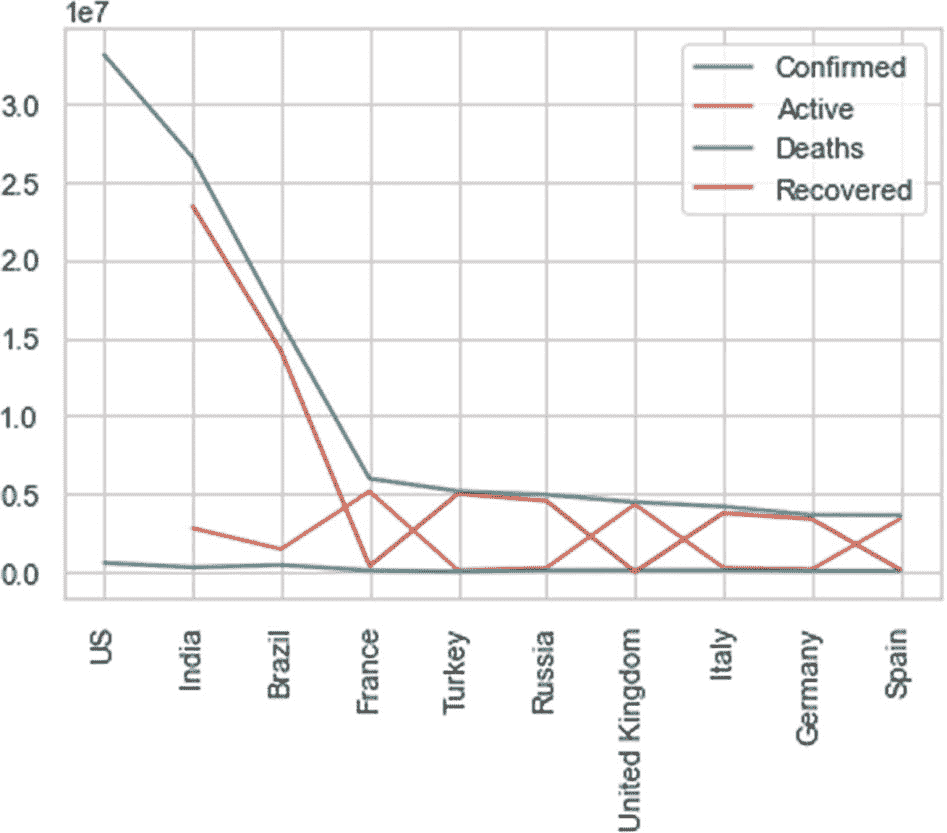 1e7
Confirmed
Active
Deaths
Recovered
3.0
2.5
2.0
1.5
1.0
0.5
0.0
US
India
Brazil
France
Turkey
Russia
United Kingdom
Italy
Germany
Spain